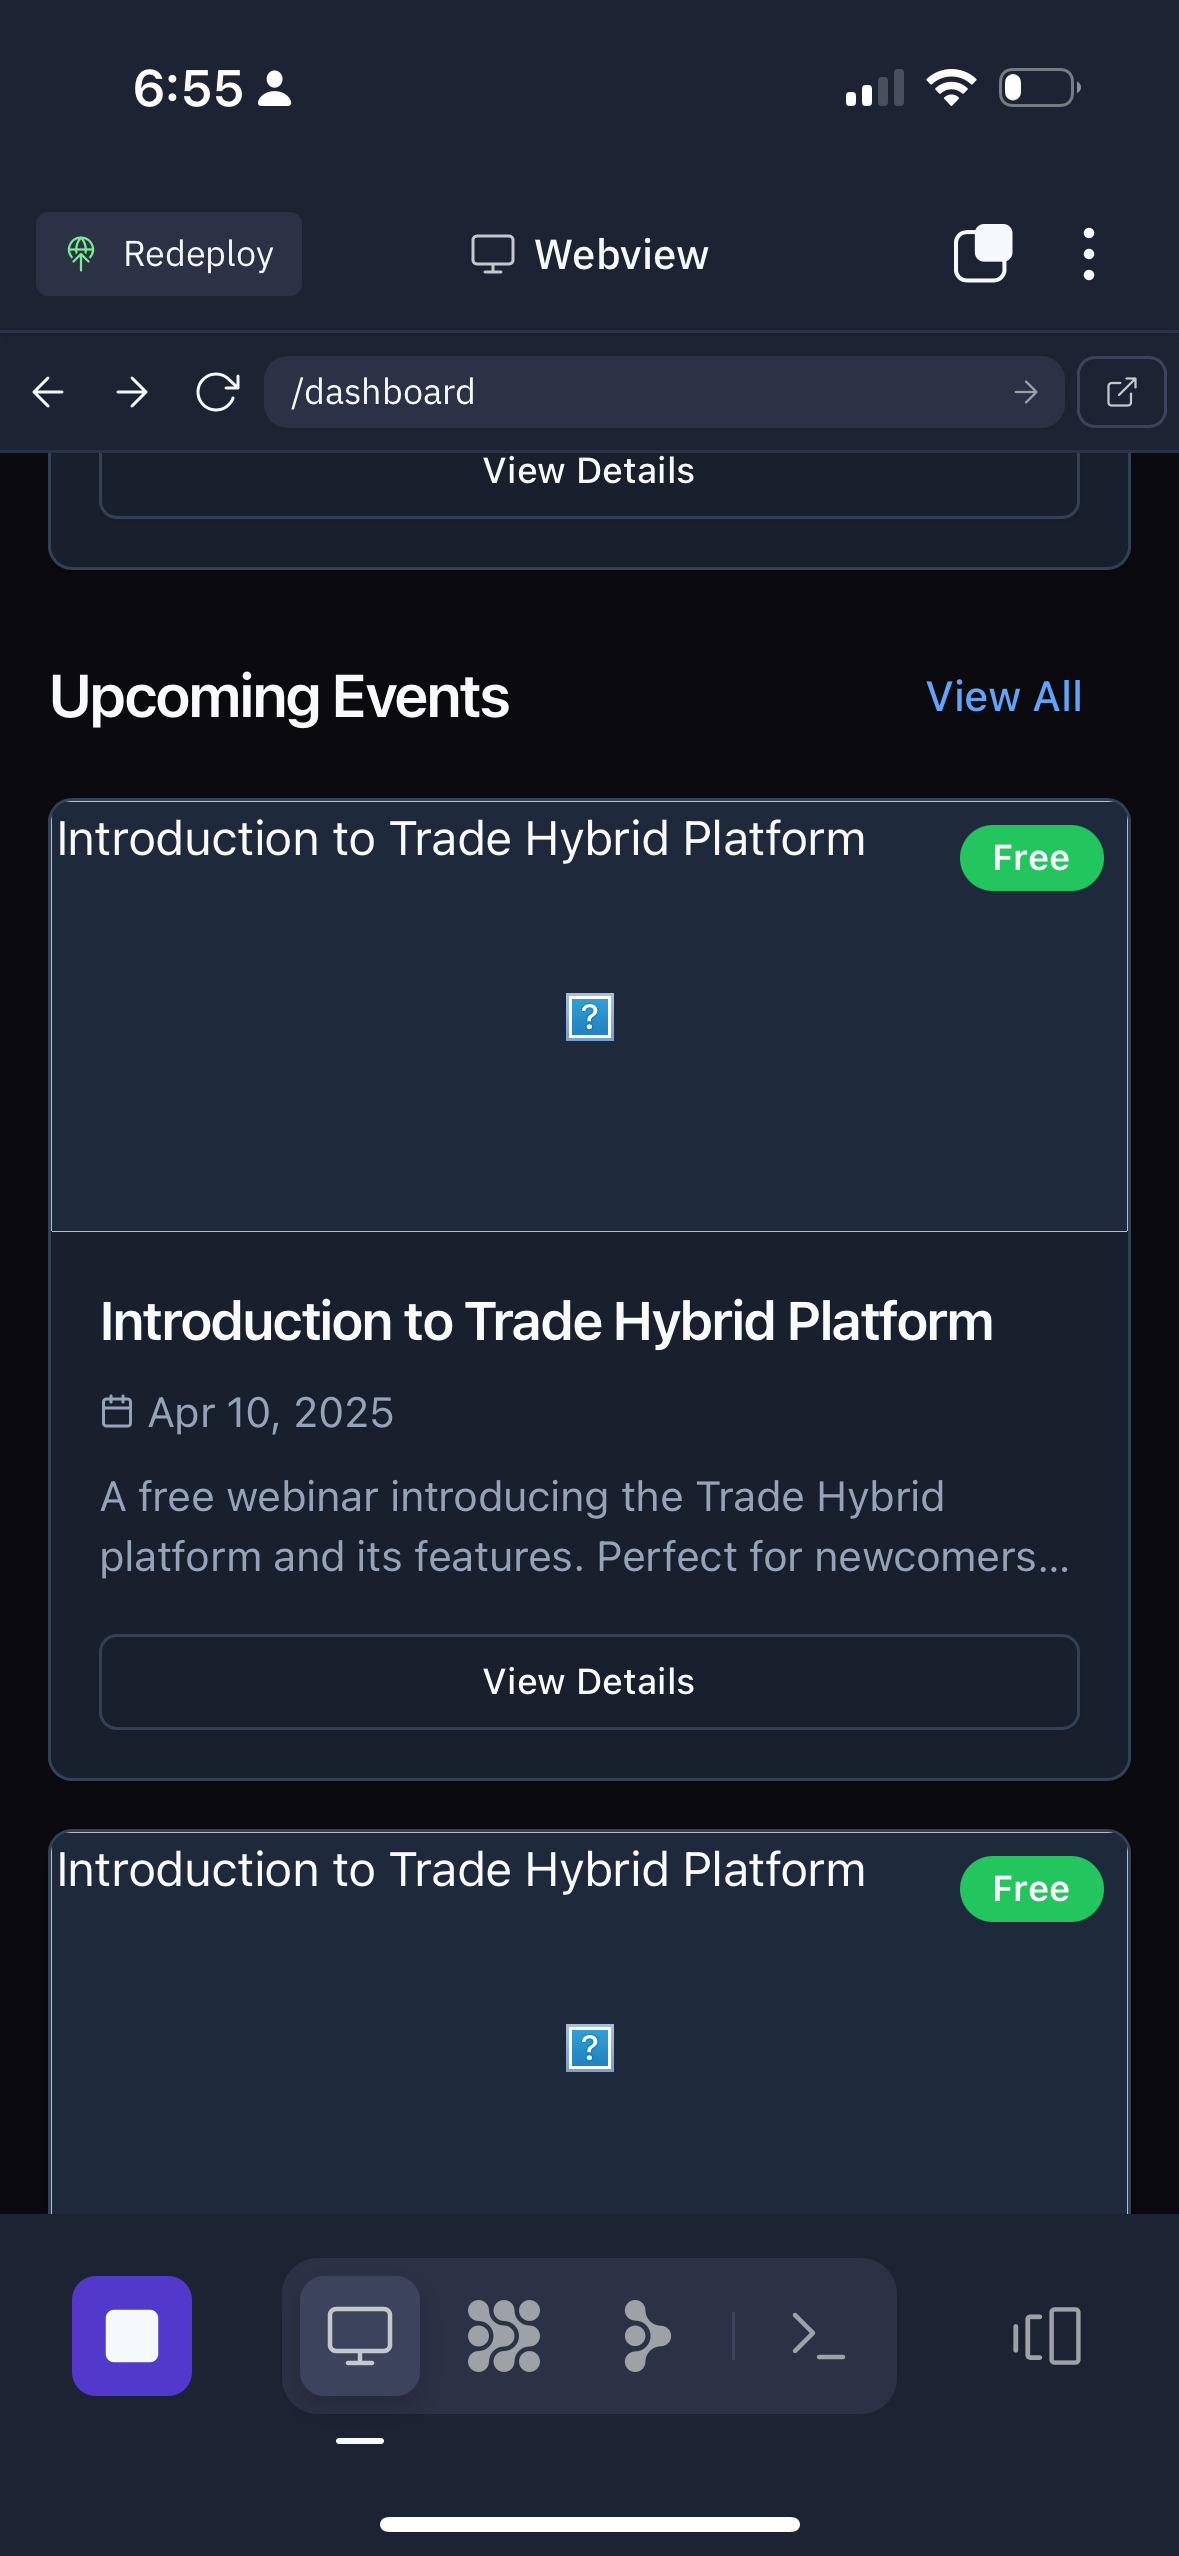 6:55
Redeploy
Webview
/dashboard
View Details
Upcoming Events
View All
Introduction to Trade Hybrid Platform
Free
?
Introduction to Trade Hybrid Platform
Apr 10, 2025
A free webinar introducing the Trade Hybrid
platform and its features. Perfect for newcomers...
View Details
Introduction to Trade Hybrid Platform
Free
?